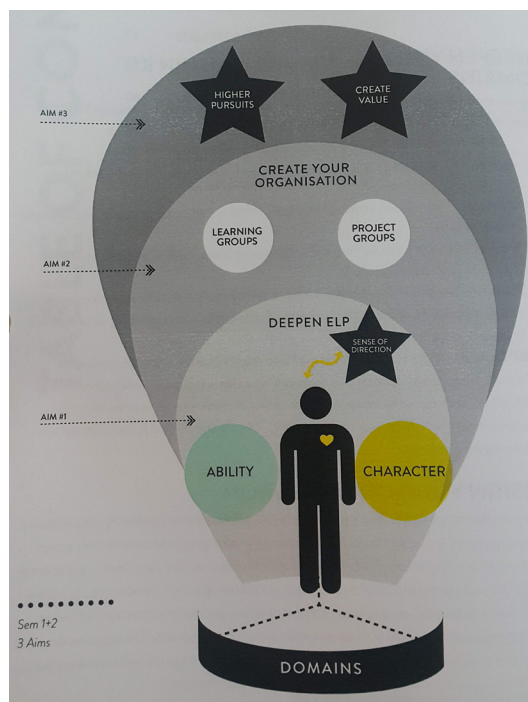 HIGHER
PURSUITS
CREATE
VALUE
AIM #3
CREATE YOUR
ORGANISATION
LEARNING
GROUPS
PROJECT
GROUPS
AIM #2
DEEPEN ELP
SENSE OF
DIRECTION
AIM #1
ABILITY
CHARACTER
Sem 1+2
3 Aims
DOMAINS